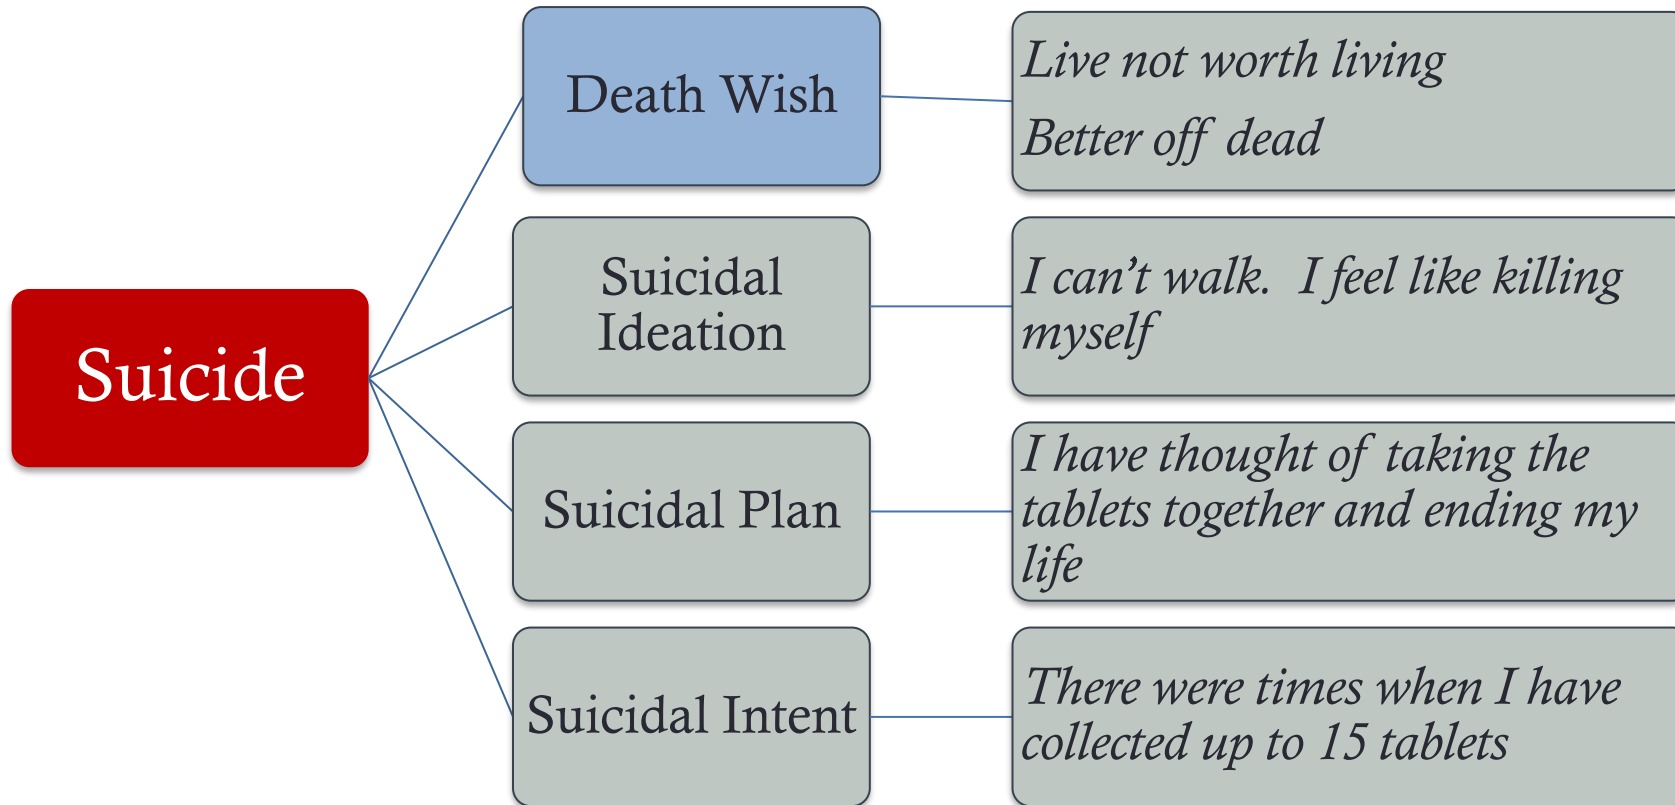 Suicide
Death Wish
Live not worth living
Better off dead
Suicidal
Ideation
I can’t walk.  I feel like killing
myself
Suicidal Plan
I have thought of taking the
tablets together and ending my
life
Suicidal Intent
There were times when I have
collected up to 15 tablets